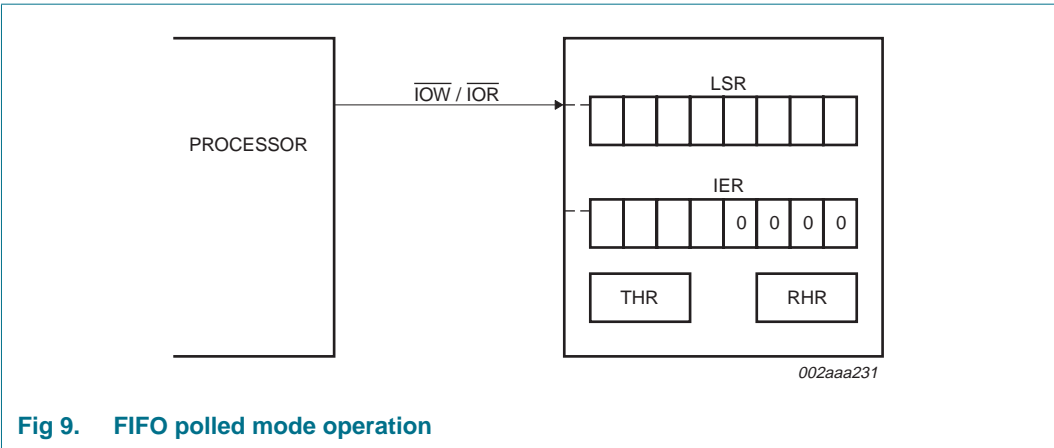 IOW / IOR
LSR
PROCESSOR
IER
0 0 0 0
THR RHR
002aaa231
Fig 9. FIFO polled mode operation